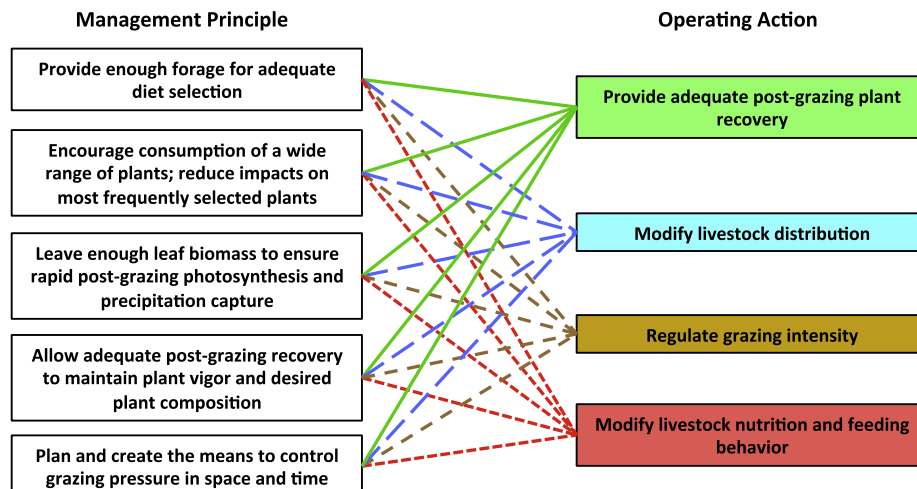 Management Principle
Operating Action
Provide enough forage for adequate
diet selection
Encourage consumption of a wide
range of plants; reduce impacts on
most frequently selected plants
Leave enough leaf biomass to ensure
rapid post-grazing photosynthesis and
precipitation capture
Allow adequate post-grazing recovery
to maintain plant vigor and desired
plant composition
Plan and create the means to control
grazing pressure in space and time
Provide adequate post-grazing plant
recovery
Modify livestock distribution
Regulate grazing intensity
Modify livestock nutrition and feeding
behavior